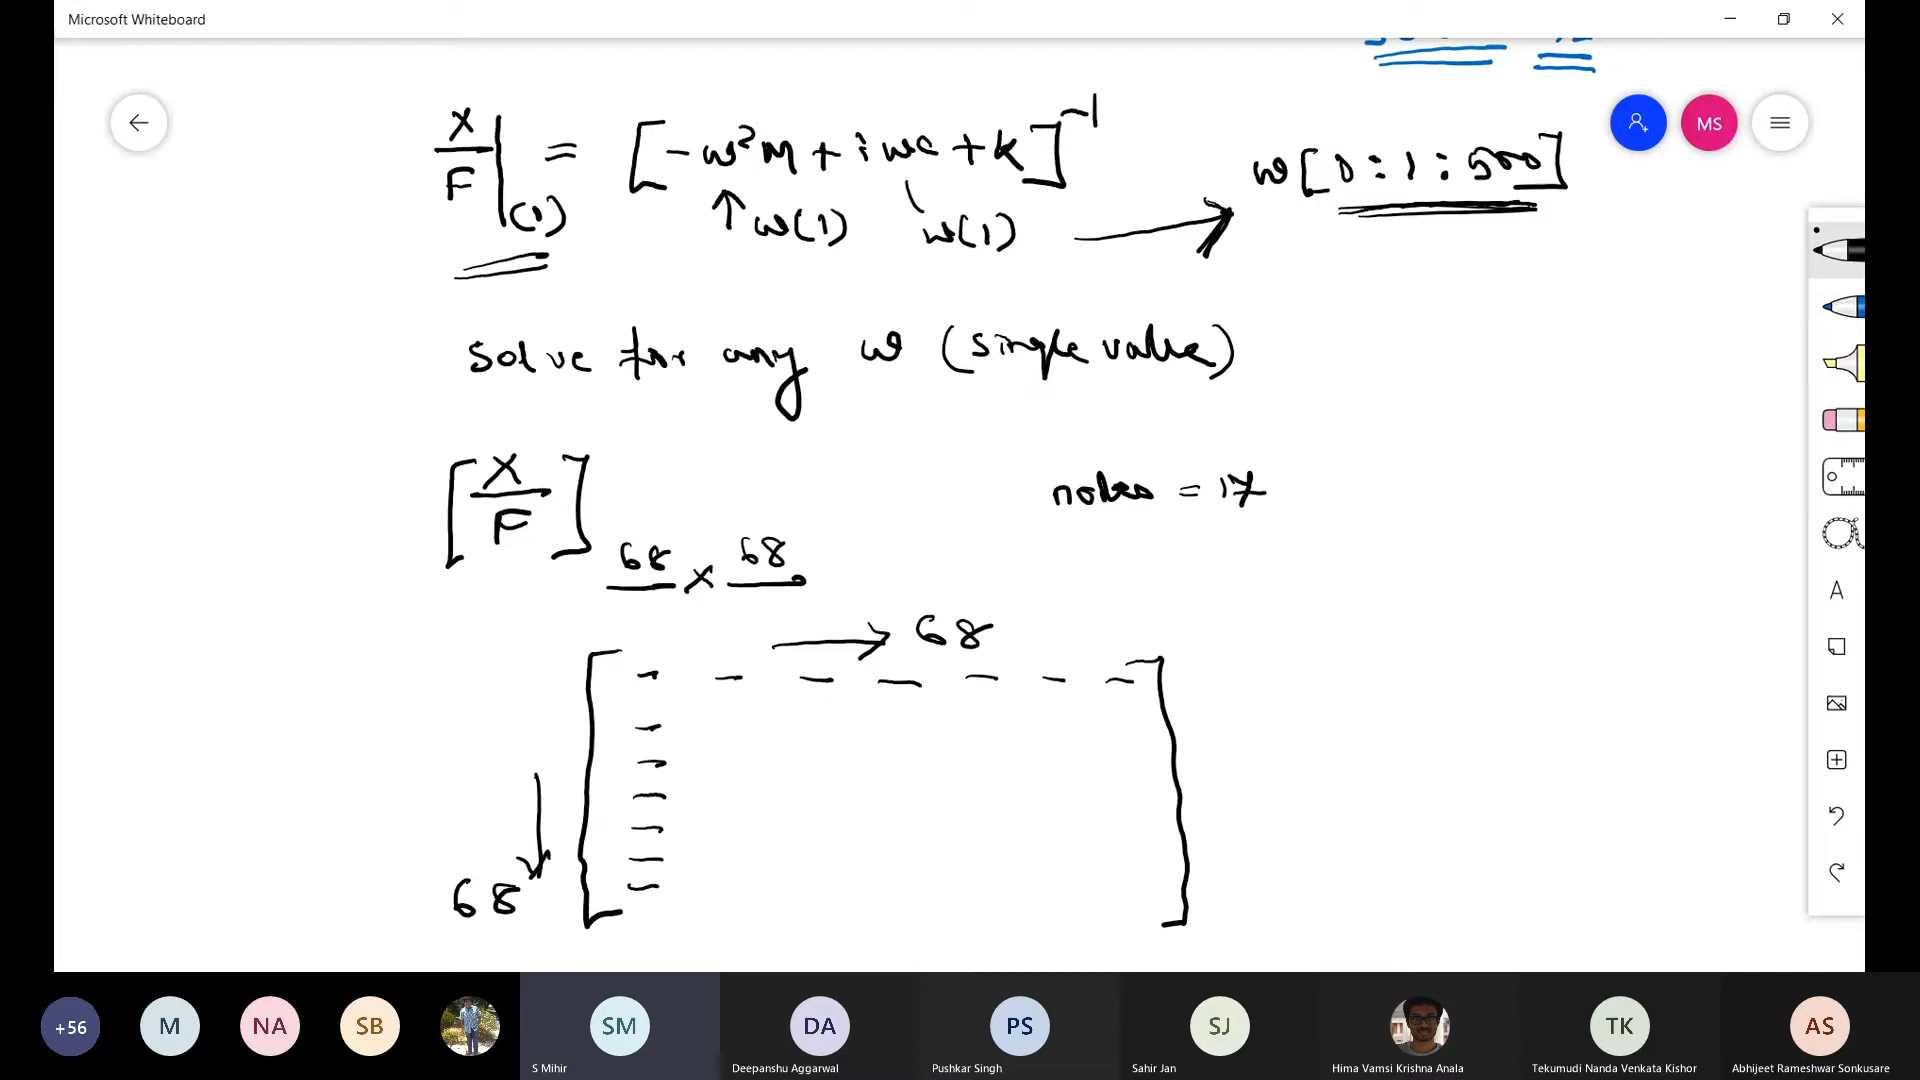 Microsoft Whiteboard
X/F|(1) = [-ω²M + iωc + k]⁻¹
ω[0:1:500]
↑ω(1) ω(1)
MS
solve for any ω (single value)
[X/F] 68 × 68
nodes = 17
→ 68
68
A
+56
M
NA
SB
SM
DA
PS
SJ
TK
AS
S Mihir
Deepanshu Aggarwal
Pushkar Singh
Sahir Jan
Hima Vamsi Krishna Anala
Tekumudi Nanda Venkata Kishor
Abhijeet Rameshwar Sonkusare